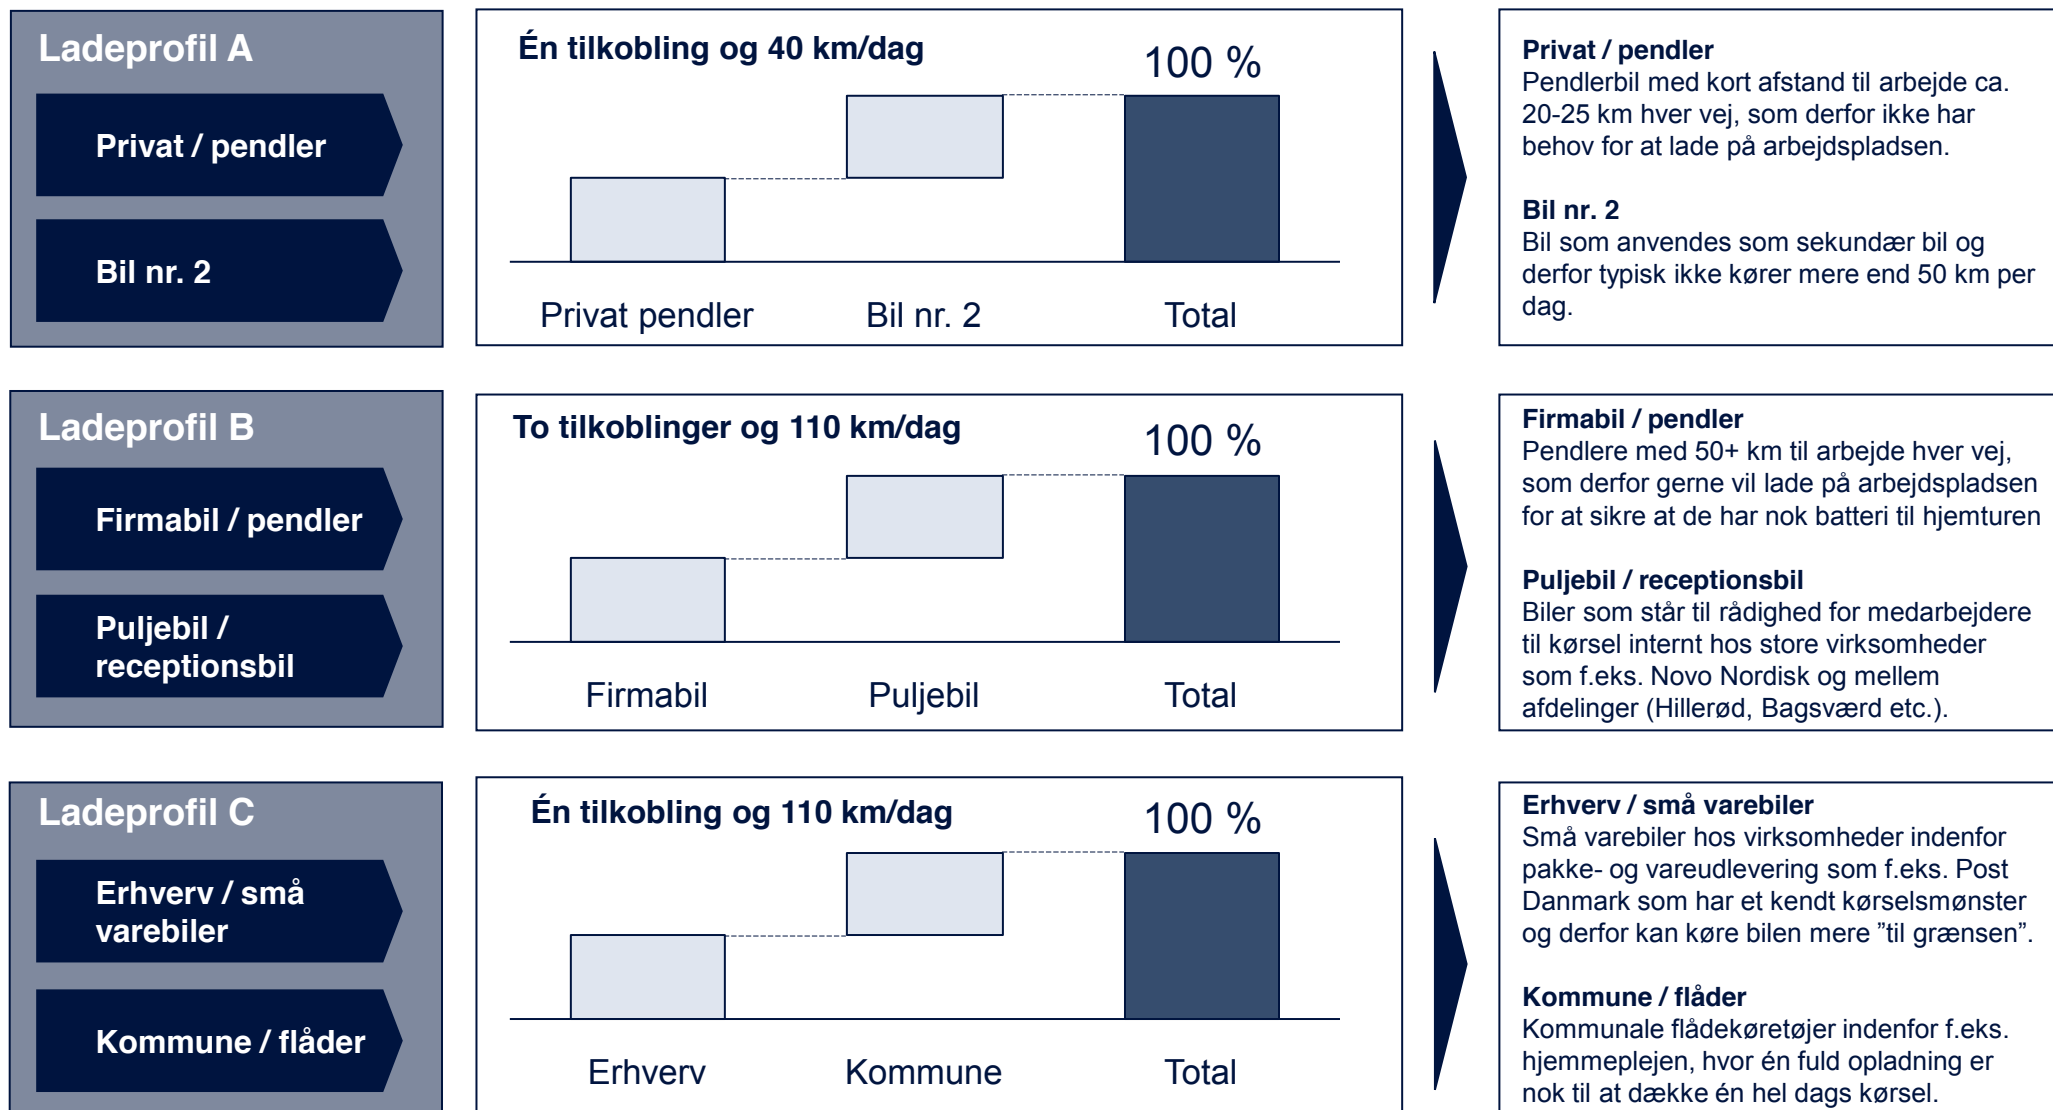 Ladeprofil A
Privat / pendler
Bil nr. 2
Én tilkobling og 40 km/dag
100 %
Privat pendler
Bil nr. 2
Total
Privat / pendler
Pendlerbil med kort afstand til arbejde ca.
20-25 km hver vej, som derfor ikke har
behov for at lade på arbejdspladsen.
Bil nr. 2
Bil som anvendes som sekundær bil og
derfor typisk ikke kører mere end 50 km per
dag.
Ladeprofil B
Firmabil / pendler
Puljebil /
receptionsbil
To tilkoblinger og 110 km/dag
100 %
Firmabil
Puljebil
Total
Firmabil / pendler
Pendlere med 50+ km til arbejde hver vej,
som derfor gerne vil lade på arbejdspladsen
for at sikre at de har nok batteri til hjemturen
Puljebil / receptionsbil
Biler som står til rådighed for medarbejdere
til kørsel internt hos store virksomheder
som f.eks. Novo Nordisk og mellem
afdelinger (Hillerød, Bagsværd etc.).
Ladeprofil C
Erhverv / små
varebiler
Kommune / flåder
Én tilkobling og 110 km/dag
100 %
Erhverv
Kommune
Total
Erhverv / små varebiler
Små varebiler hos virksomheder indenfor
pakke- og vareudlevering som f.eks. Post
Danmark som har et kendt kørselsmønster
og derfor kan køre bilen mere ”til grænsen”.
Kommune / flåder
Kommunale flådekøretøjer indenfor f.eks.
hjemmeplejen, hvor én fuld opladning er
nok til at dække én hel dags kørsel.